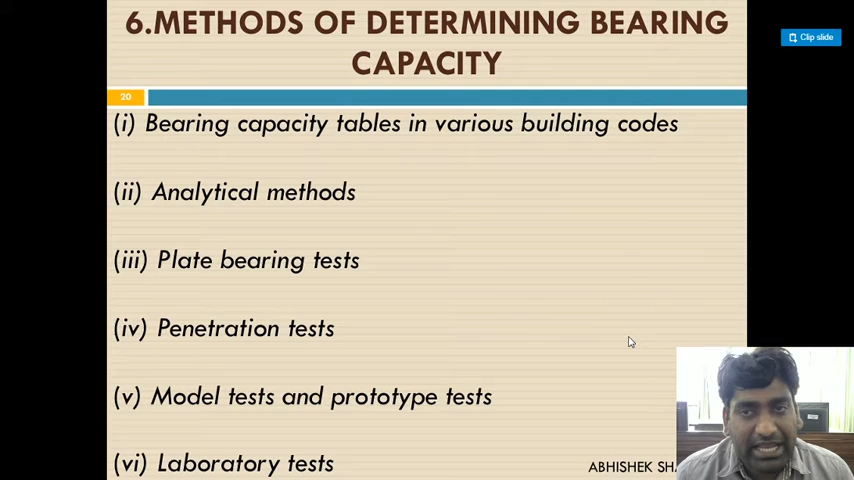 6.METHODS OF DETERMINING BEARING
CAPACITY
Clip slide
20
(i) Bearing capacity tables in various building codes
(ii) Analytical methods
(iii) Plate bearing tests
(iv) Penetration tests
(v) Model tests and prototype tests
(vi) Laboratory tests
ABHISHEK